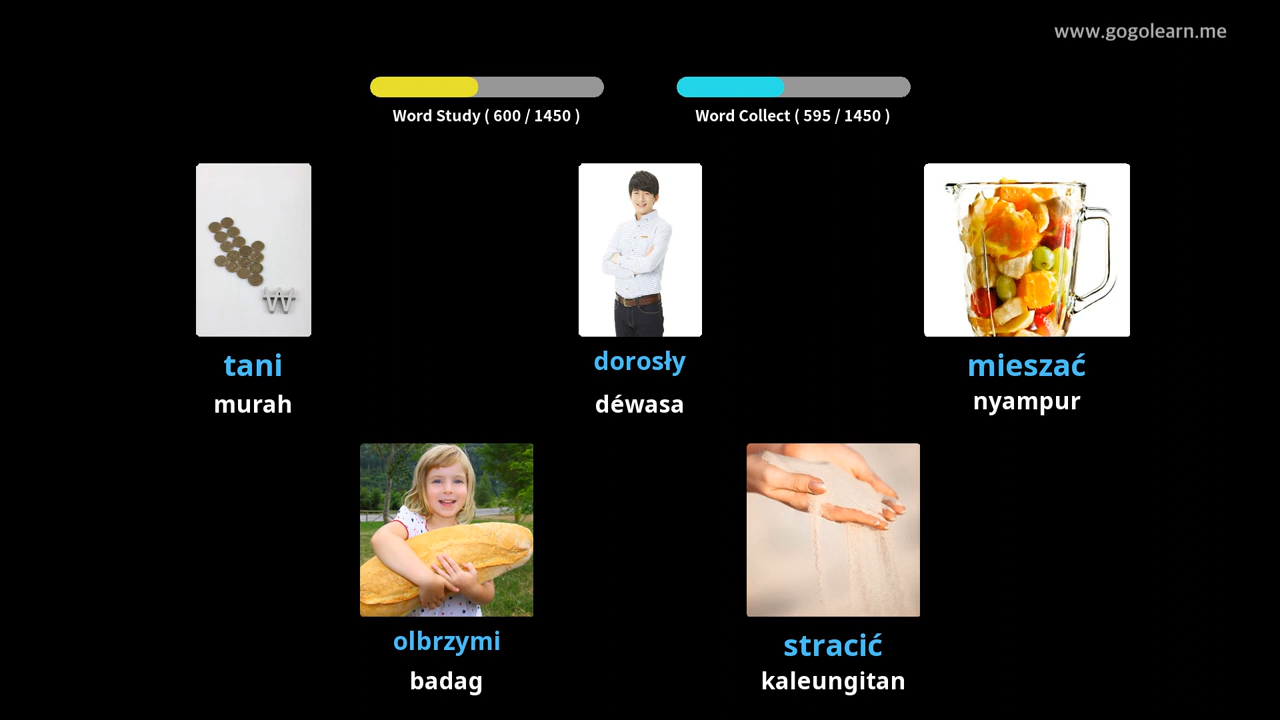 www.gogolearn.me
Word Study ( 600 / 1450 )
Word Collect ( 595 / 1450 )
tani
murah
dorosły
déwasa
mieszać
nyampur
olbrzymi
badag
stracić
kaleungitan